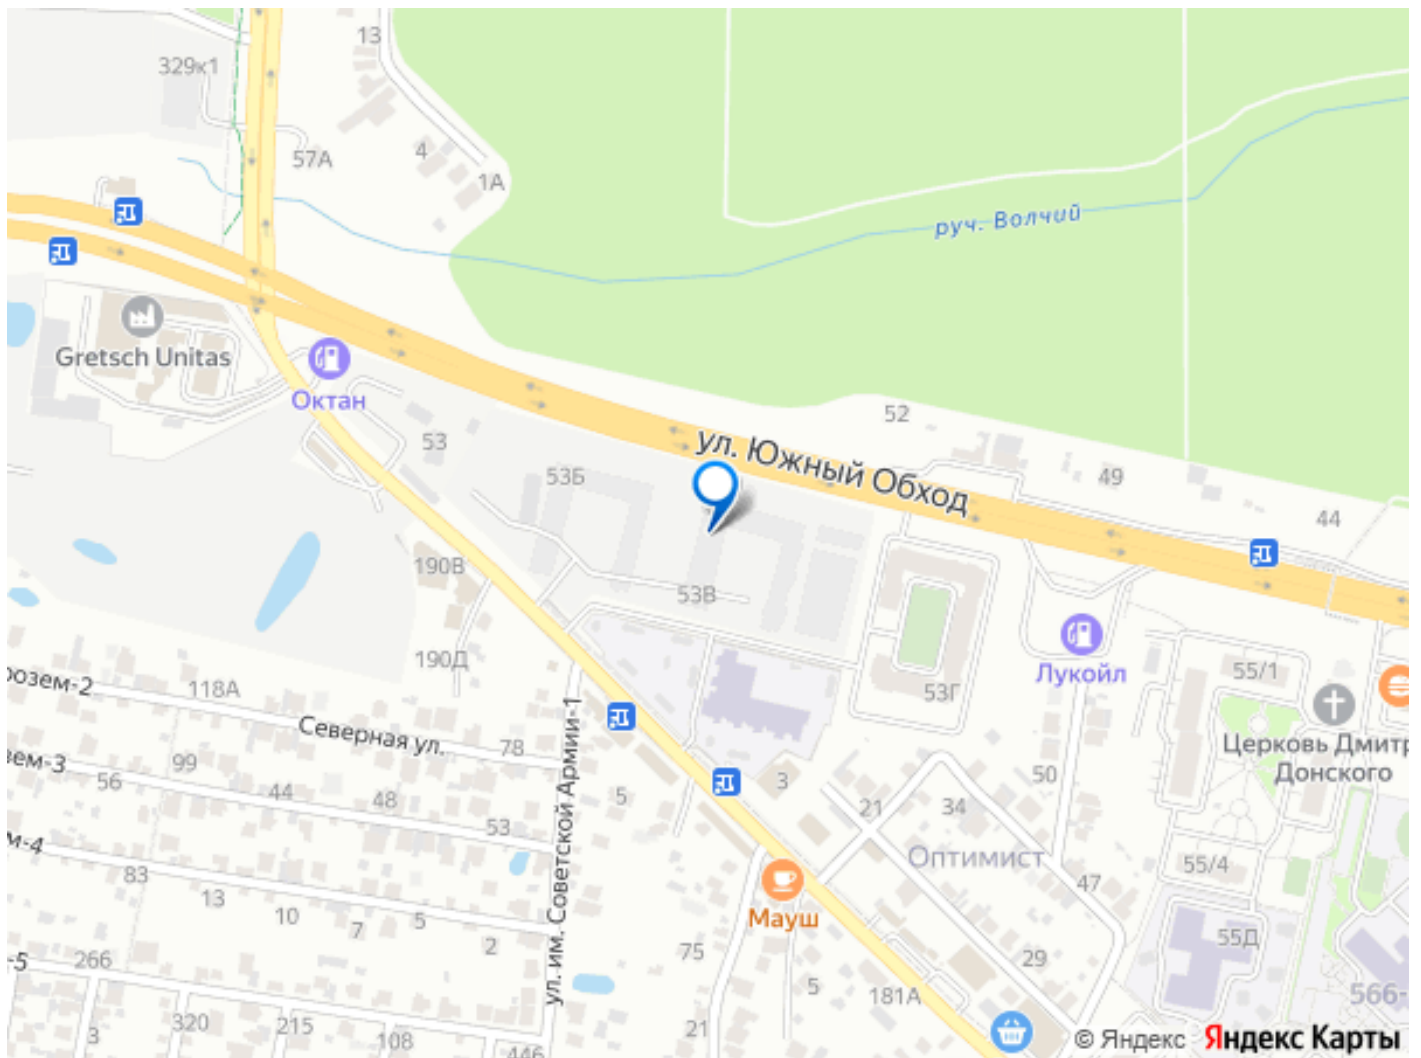 13
329к1
57А
4
1А
руч. Волчий
Gretsch Unitas
Октан
53
53Б
ул. Южный Обход
52
49
44
190В
53В
190Д
розем-2
118А
Северная ул.
78
ул. им. Советской Армии-1
53Г
Лукойл
55/1
Церковь Дмитр
Донского
зем-3
99
56
44
48
53
5
3
21
34
50
Оптимист
47
55/4
м-4
83
13
10
7
5
2
Мауш
75
29
55Д
-5
266
5
181А
566-
3
320
215
108
446
21
© Яндекс Яндекс Карты